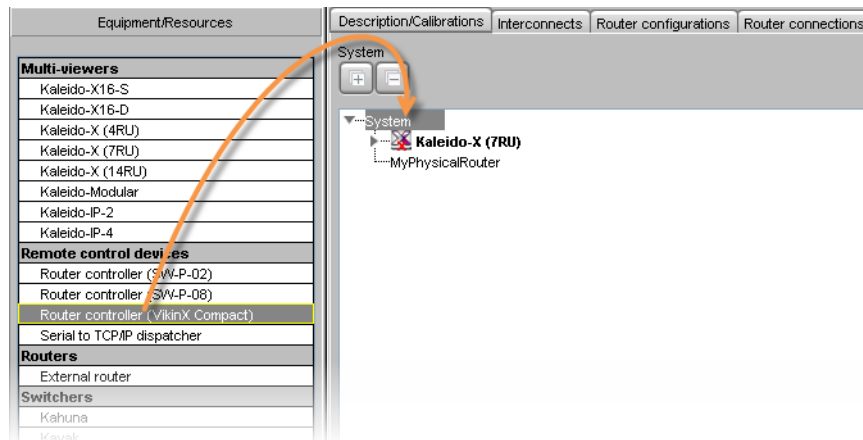 Equipment/Resources
Multi-viewers
Kaleido-X16-S
Kaleido-X16-D
Kaleido-X (4RU)
Kaleido-X (7RU)
Kaleido-X (14RU)
Kaleido-Modular
Kaleido-IP-2
Kaleido-IP-4
Remote control devices
Router controller (SW-P-02)
Router controller (SW-P-08)
Router controller (VikinX Compact)
Serial to TCP/IP dispatcher
Routers
External router
Switchers
Kahuna
Kayak
Description/Calibrations
Interconnects
Router configurations
Router connections
System
System
Kaleido-X (7RU)
MyPhysicalRouter